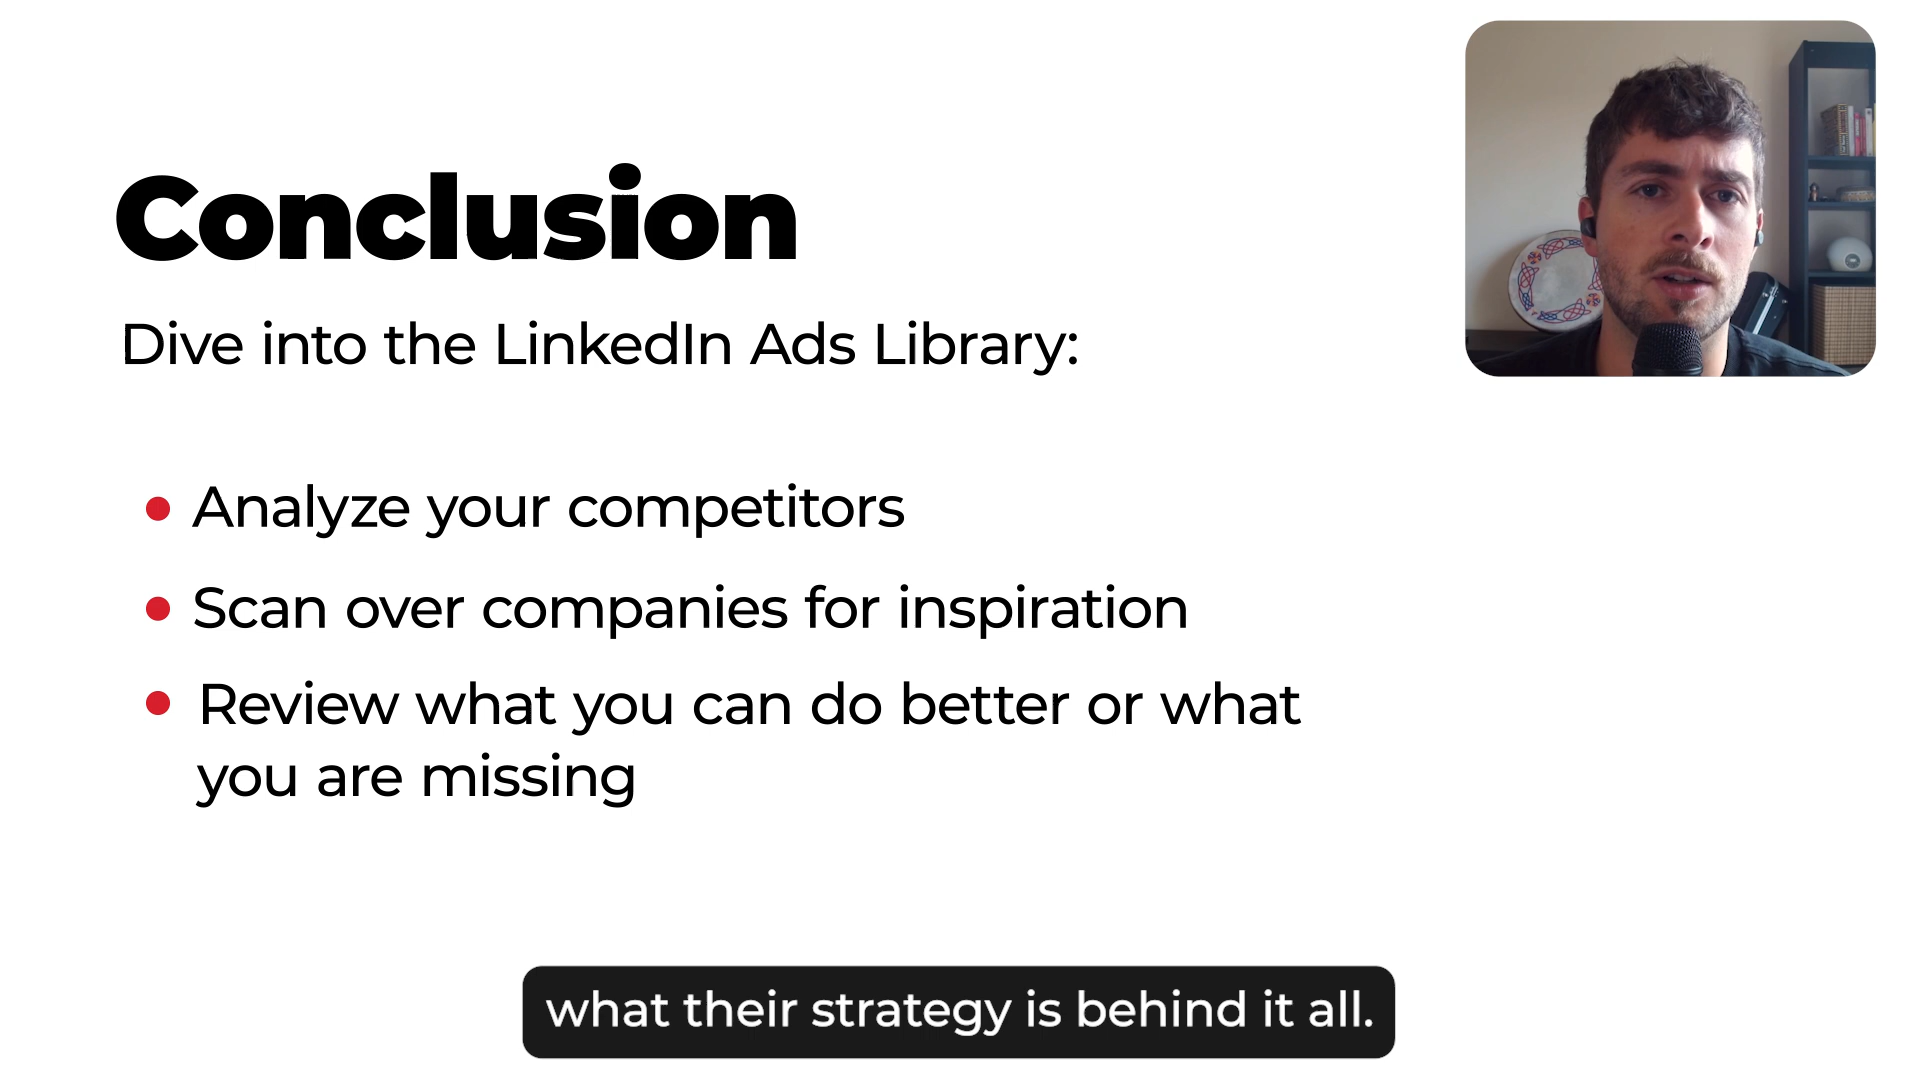 Conclusion
Dive into the LinkedIn Ads Library:
Analyze your competitors
Scan over companies for inspiration
Review what you can do better or what
you are missing
what their strategy is behind it all.